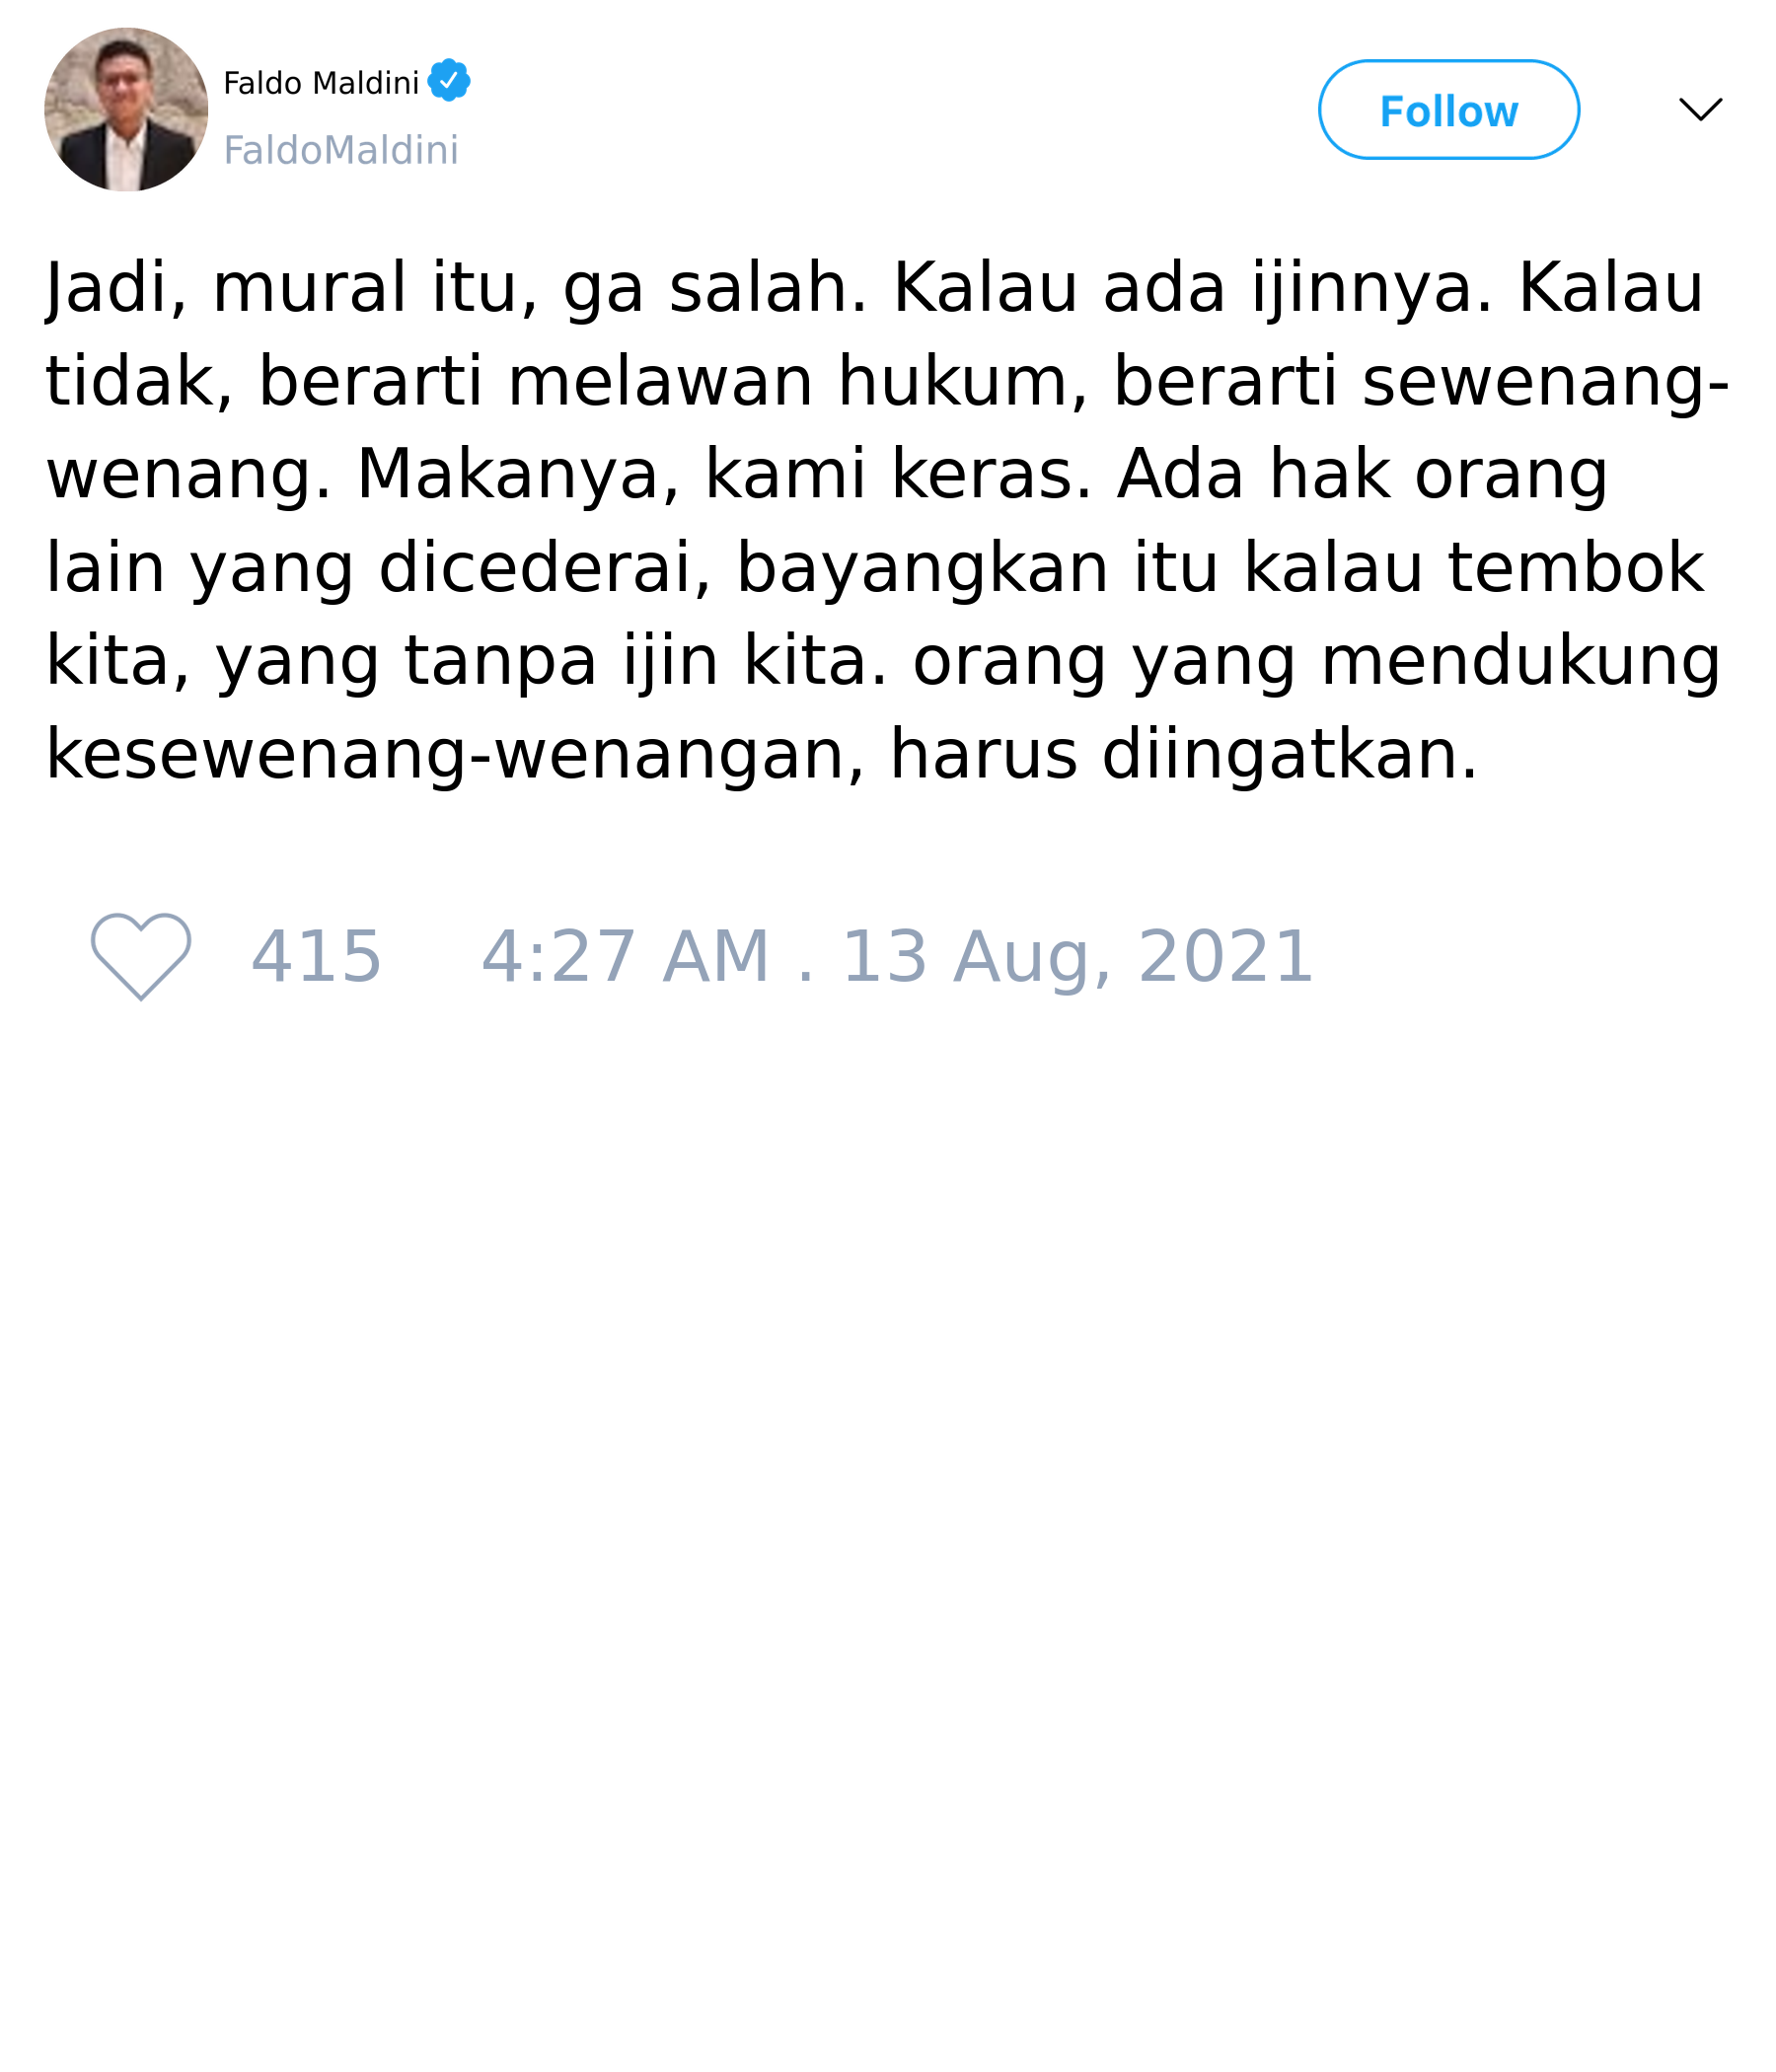 Faldo Maldini
FaldoMaldini
Follow
Jadi, mural itu, ga salah. Kalau ada ijinnya. Kalau
tidak, berarti melawan hukum, berarti sewenang-
wenang. Makanya, kami keras. Ada hak orang
lain yang dicederai, bayangkan itu kalau tembok
kita, yang tanpa ijin kita. orang yang mendukung
kesewenang-wenangan, harus diingatkan.
415 4:27 AM . 13 Aug, 2021